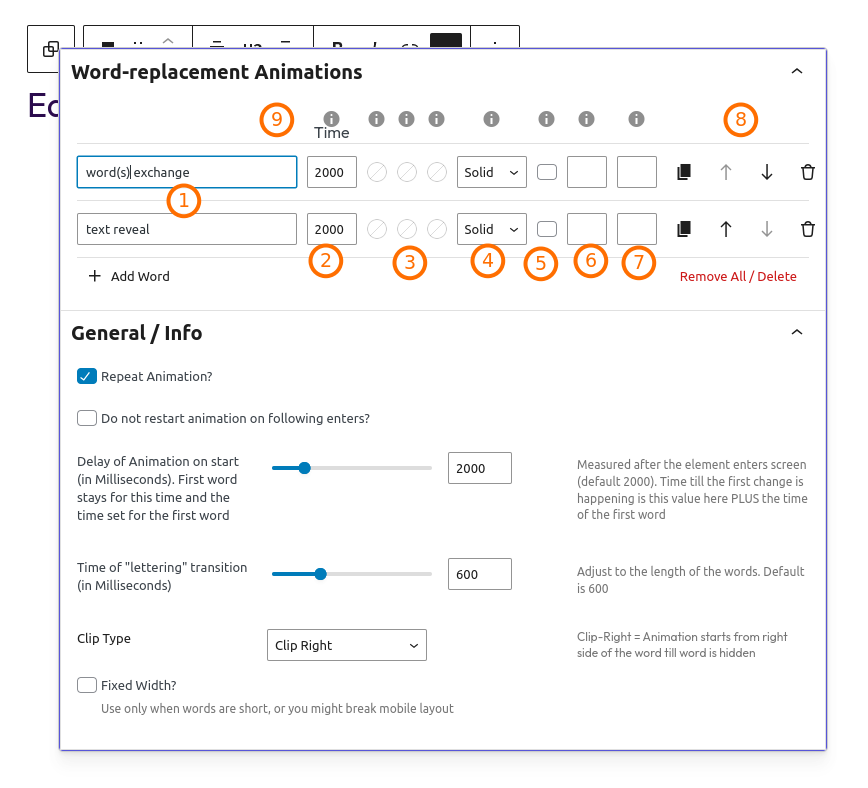 Word-replacement Animations
9
8
Time
word(s) exchange 2000 Solid
1
text reveal 2000 Solid
2 3 4 5 6 7
Add Word Remove All / Delete
General / Info
Repeat Animation?
Do not restart animation on following enters?
Delay of Animation on start
(in Milliseconds). First word
stays for this time and the
time set for the first word
2000
Measured after the element enters screen
(default 2000). Time till the first change is
happening is this value here PLUS the time
of the first word
Time of "lettering" transition
(in Milliseconds)
600
Adjust to the length of the words. Default
is 600
Clip Type
Clip Right
Clip-Right = Animation starts from right
side of the word till word is hidden
Fixed Width?
Use only when words are short, or you might break mobile layout